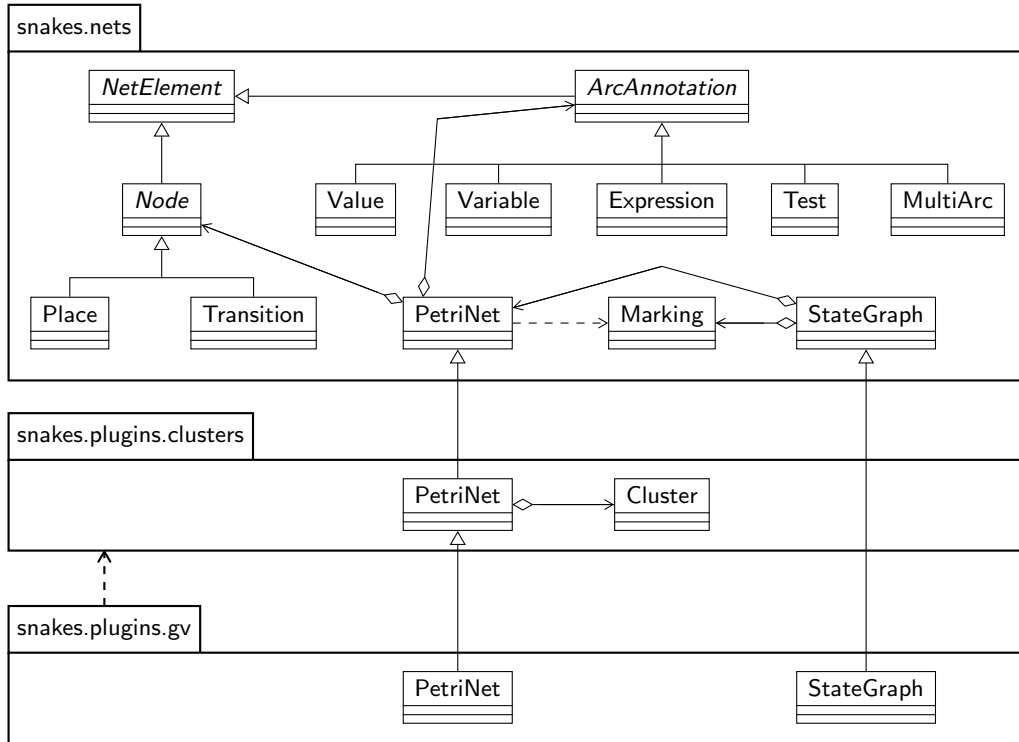 snakes.nets
NetElement
ArcAnnotation
Node
Value
Variable
Expression
Test
MultiArc
Place
Transition
PetriNet
Marking
StateGraph
snakes.plugins.clusters
PetriNet
Cluster
snakes.plugins.gv
PetriNet
StateGraph